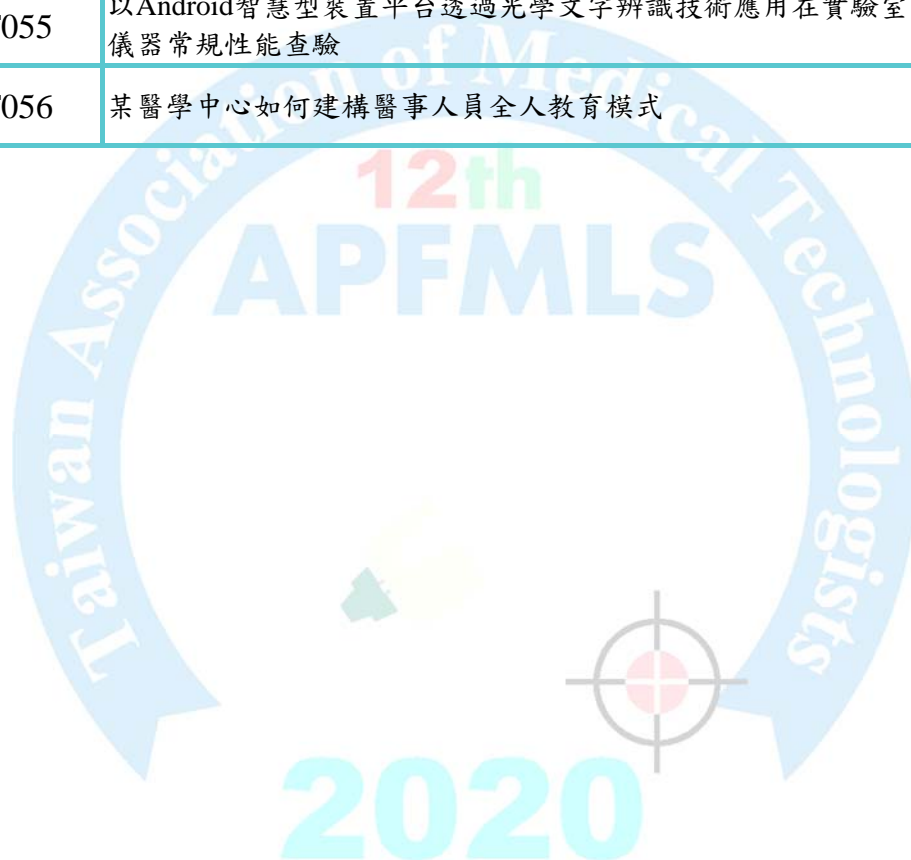 055
以Android智慧型裝置平台透過光學文字辨識技術應用在實驗室
儀器常規性能查驗
056
某醫學中心如何建構醫事人員全人教育模式
Taiwan Association of Medical Technologists
12th
APFMLS
2020